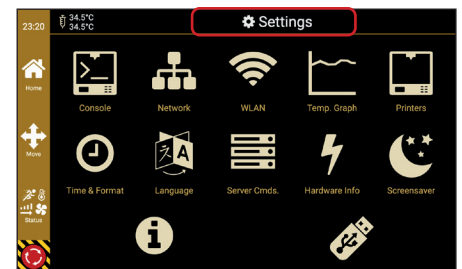 23:20
34.5°C
34.5°C
Settings
Home
Move
Status
Console
Network
WLAN
Temp. Graph
Printers
Time & Format
Language
Server Cmds.
Hardware Info
Screensaver